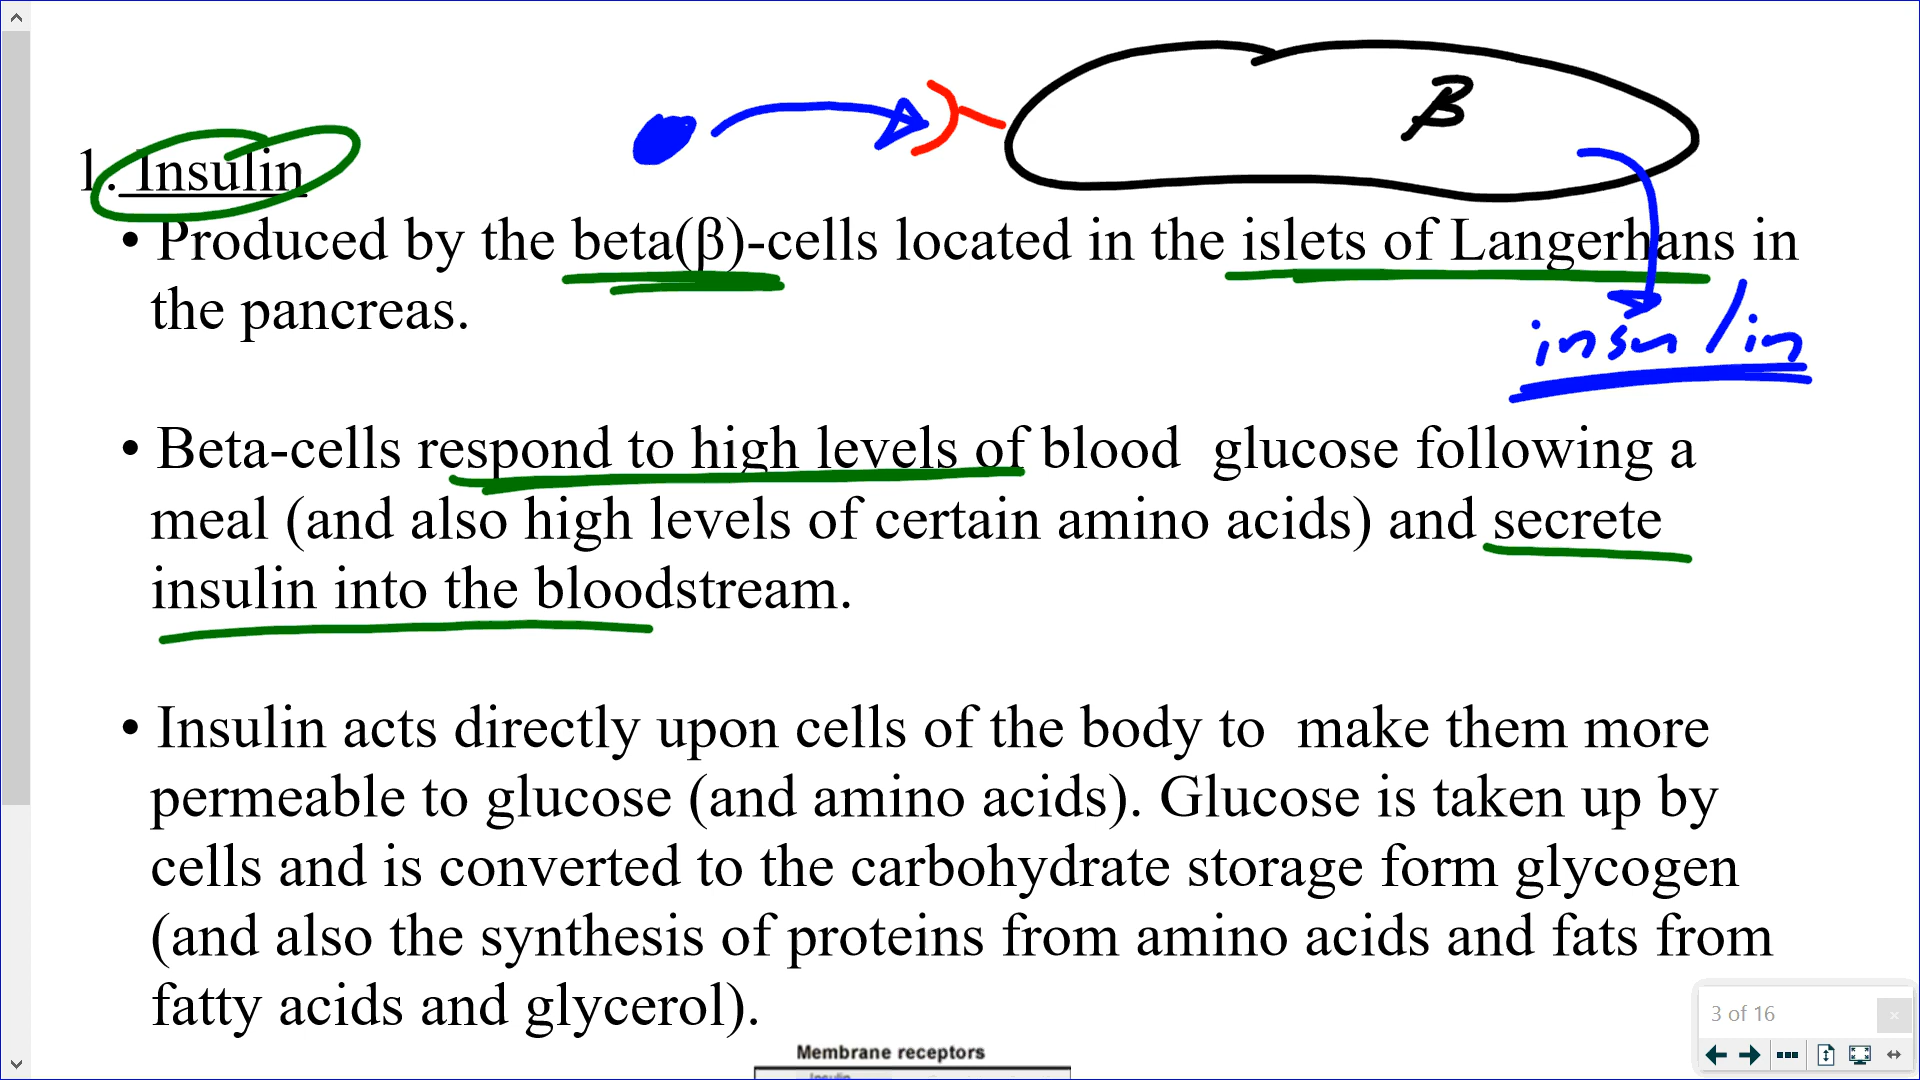 β
1. Insulin
• Produced by the beta(β)-cells located in the islets of Langerhans in
the pancreas.
insulin
• Beta-cells respond to high levels of blood glucose following a
meal (and also high levels of certain amino acids) and secrete
insulin into the bloodstream.
• Insulin acts directly upon cells of the body to make them more
permeable to glucose (and amino acids). Glucose is taken up by
cells and is converted to the carbohydrate storage form glycogen
(and also the synthesis of proteins from amino acids and fats from
fatty acids and glycerol).
3 of 16
Membrane receptors